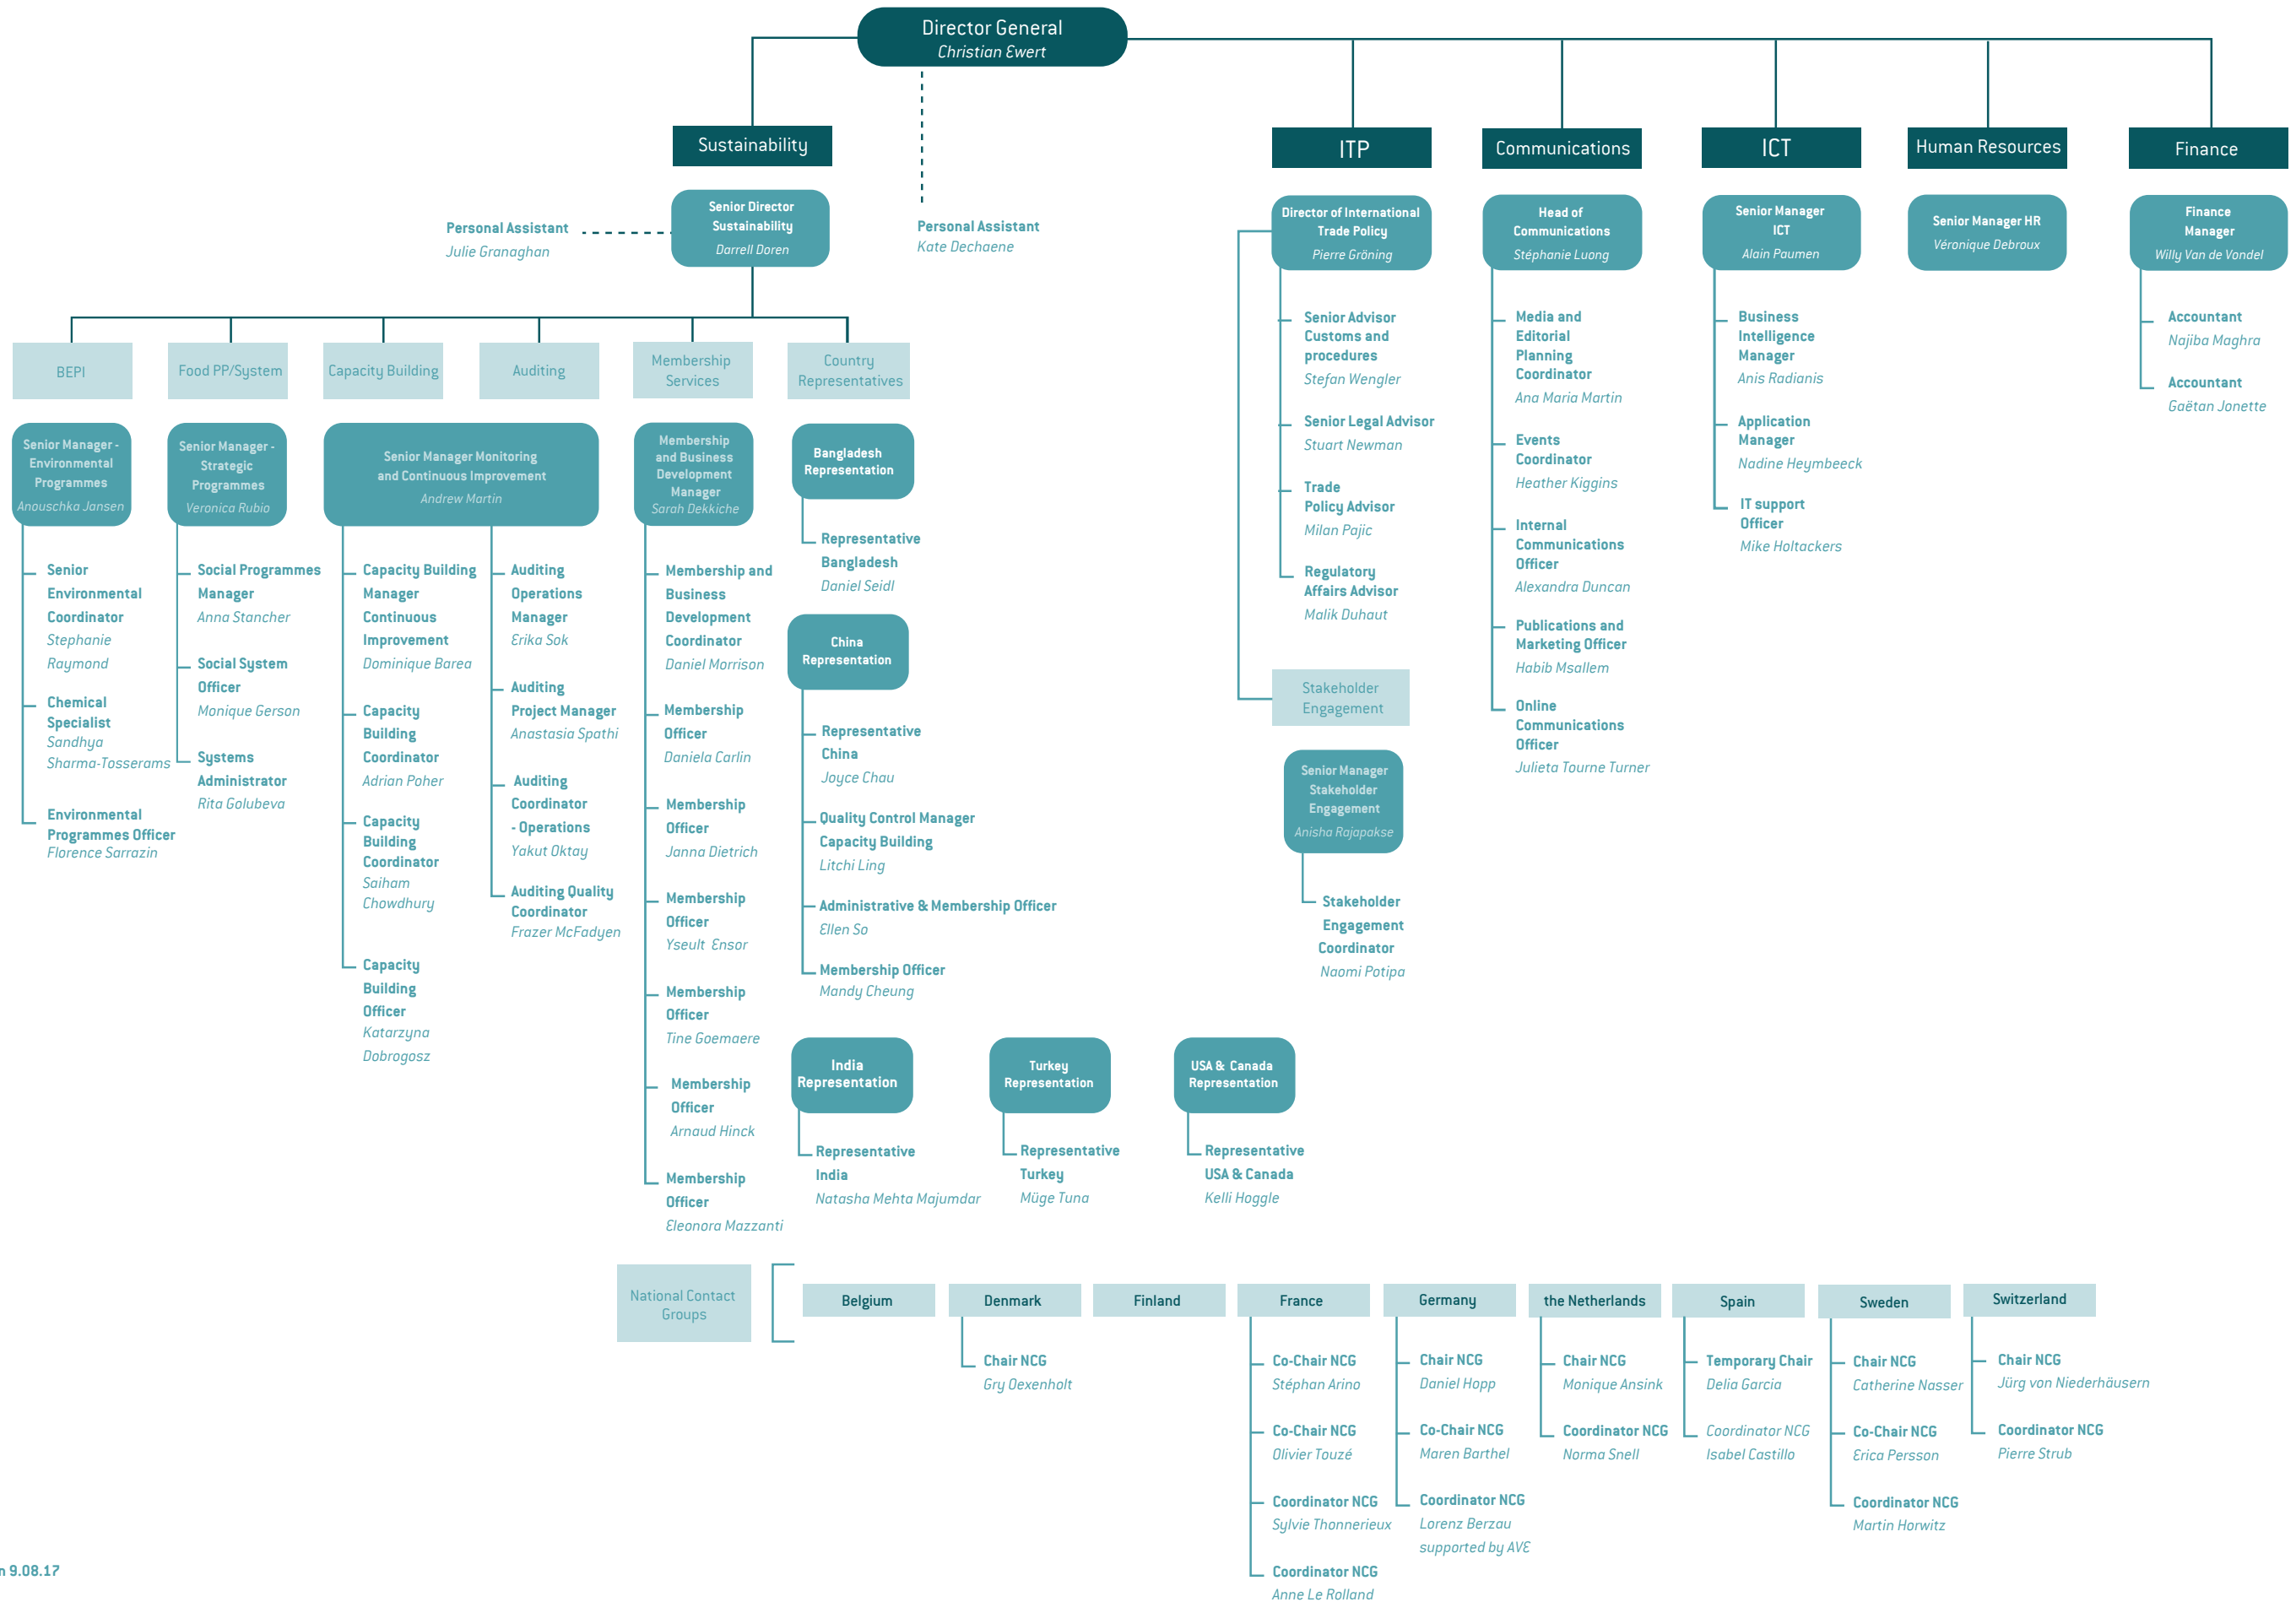 Director General
Christian Ewert
Sustainability
ITP
Communications
ICT
Human Resources
Finance
Personal Assistant
Julie Granaghan
Senior Director
Sustainability
Darrell Doren
Personal Assistant
Kate Dechaene
Director of International
Trade Policy
Pierre Gröning
Head of
Communications
Stéphanie Luong
Senior Manager
ICT
Alain Paumen
Senior Manager HR
Véronique Debroux
Finance
Manager
Willy Van de Vondel
BEPI
Food PP/System
Capacity Building
Auditing
Membership
Services
Country
Representatives
Senior Manager -
Environmental
Programmes
Anouschka Jansen
Senior
Environmental
Coordinator
Stephanie
Raymond
Chemical
Specialist
Sandhya
Sharma-Tosserams
Environmental
Programmes Officer
Florence Sarrazin
Senior Manager -
Strategic
Programmes
Veronica Rubio
Social Programmes
Manager
Anna Stancher
Social System
Officer
Monique Gerson
Systems
Administrator
Rita Golubeva
Senior Manager Monitoring
and Continuous Improvement
Andrew Martin
Capacity Building
Manager
Continuous
Improvement
Dominique Barea
Capacity
Building
Coordinator
Adrian Poher
Capacity
Building
Coordinator
Saiham
Chowdhury
Capacity
Building
Officer
Katarzyna
Dobrogosz
Auditing
Operations
Manager
Erika Sok
Auditing
Project Manager
Anastasia Spathi
Auditing
Coordinator
- Operations
Yakut Oktay
Auditing Quality
Coordinator
Frazer McFadyen
Membership
and Business
Development
Manager
Sarah Dekkiche
Membership and
Business
Development
Coordinator
Daniel Morrison
Membership
Officer
Daniela Carlin
Membership
Officer
Janna Dietrich
Membership
Officer
Yseult Ensor
Membership
Officer
Tine Goemaere
Membership
Officer
Arnaud Hinck
Membership
Officer
Eleonora Mazzanti
Bangladesh
Representation
Representative
Bangladesh
Daniel Seidl
China
Representation
Representative
China
Joyce Chau
Quality Control Manager
Capacity Building
Litchi Ling
Administrative & Membership Officer
Ellen So
Membership Officer
Mandy Cheung
India
Representation
Representative
India
Natasha Mehta Majumdar
Turkey
Representation
Representative
Turkey
Müge Tuna
USA & Canada
Representation
Representative
USA & Canada
Kelli Hoggle
Senior Advisor
Customs and
procedures
Stefan Wengler
Senior Legal Advisor
Stuart Newman
Trade
Policy Advisor
Milan Pajic
Regulatory
Affairs Advisor
Malik Duhaut
Stakeholder
Engagement
Senior Manager
Stakeholder
Engagement
Anisha Rajapakse
Stakeholder
Engagement
Coordinator
Naomi Potipa
Media and
Editorial
Planning
Coordinator
Ana Maria Martin
Events
Coordinator
Heather Kiggins
Internal
Communications
Officer
Alexandra Duncan
Publications and
Marketing Officer
Habib Msallem
Online
Communications
Officer
Julieta Tourne Turner
Business
Intelligence
Manager
Anis Radianis
Application
Manager
Nadine Heymbeeck
IT support
Officer
Mike Holtackers
Accountant
Najiba Maghra
Accountant
Gaëtan Jonette
National Contact
Groups
Belgium
Denmark
Chair NCG
Gry Oexenholt
Finland
France
Co-Chair NCG
Stéphan Arino
Co-Chair NCG
Olivier Touzé
Coordinator NCG
Sylvie Thonnerieux
Coordinator NCG
Anne Le Rolland
Germany
Chair NCG
Daniel Hopp
Co-Chair NCG
Maren Barthel
Coordinator NCG
Lorenz Berzau
supported by AVE
the Netherlands
Chair NCG
Monique Ansink
Coordinator NCG
Norma Snell
Spain
Temporary Chair
Delia Garcia
Coordinator NCG
Isabel Castillo
Sweden
Chair NCG
Catherine Nasser
Co-Chair NCG
Erica Persson
Coordinator NCG
Martin Horwitz
Switzerland
Chair NCG
Jürg von Niederhäusern
Coordinator NCG
Pierre Strub
n 9.08.17